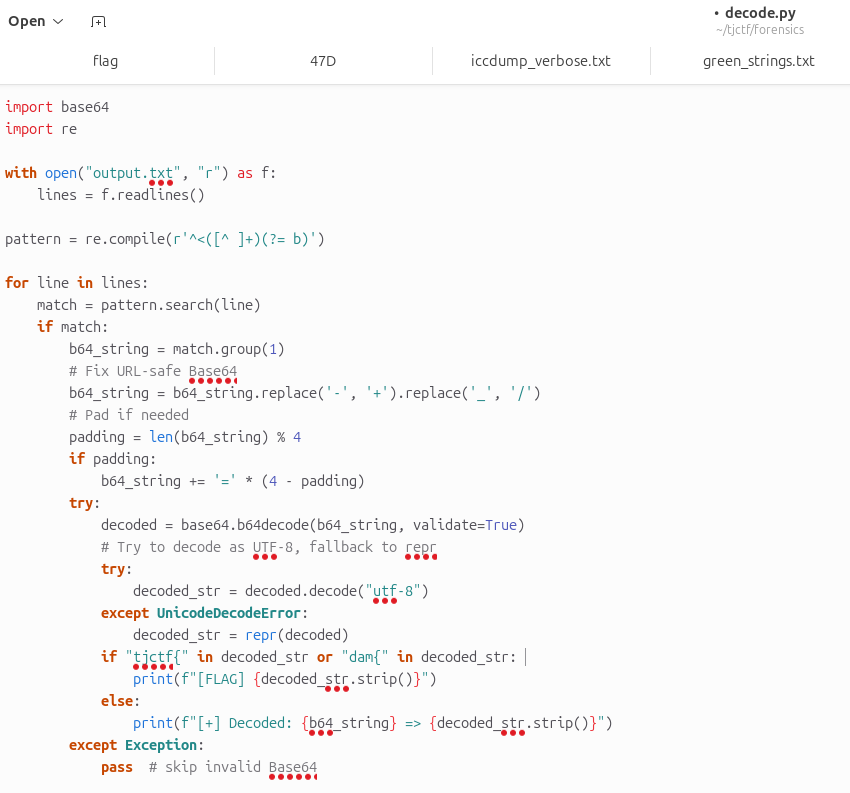 Open
• decode.py
~/tjctf/forensics
flag 47D iccdump_verbose.txt green_strings.txt
import base64
import re

with open("output.txt", "r") as f:
    lines = f.readlines()

pattern = re.compile(r'^<([^ ]+)(?= b)')

for line in lines:
    match = pattern.search(line)
    if match:
        b64_string = match.group(1)
        # Fix URL-safe Base64
        b64_string = b64_string.replace('-', '+').replace('_', '/')
        # Pad if needed
        padding = len(b64_string) % 4
        if padding:
            b64_string += '=' * (4 - padding)
        try:
            decoded = base64.b64decode(b64_string, validate=True)
            # Try to decode as UTF-8, fallback to repr
            try:
                decoded_str = decoded.decode("utf-8")
            except UnicodeDecodeError:
                decoded_str = repr(decoded)
            if "tjctf{" in decoded_str or "dam{" in decoded_str:
                print(f"[FLAG] {decoded_str.strip()}")
            else:
                print(f"[+] Decoded: {b64_string} => {decoded_str.strip()}")
        except Exception:
            pass  # skip invalid Base64